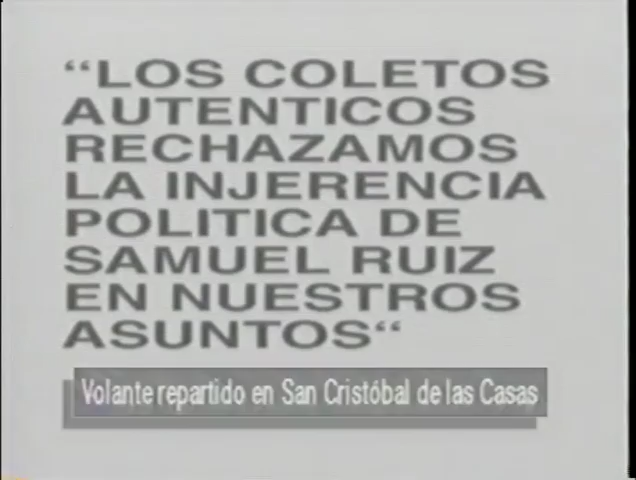 “LOS COLETOS
AUTENTICOS
RECHAZAMOS
LA INJERENCIA
POLITICA DE
SAMUEL RUIZ
EN NUESTROS
ASUNTOS“
Volante repartido en San Cristóbal de las Casas